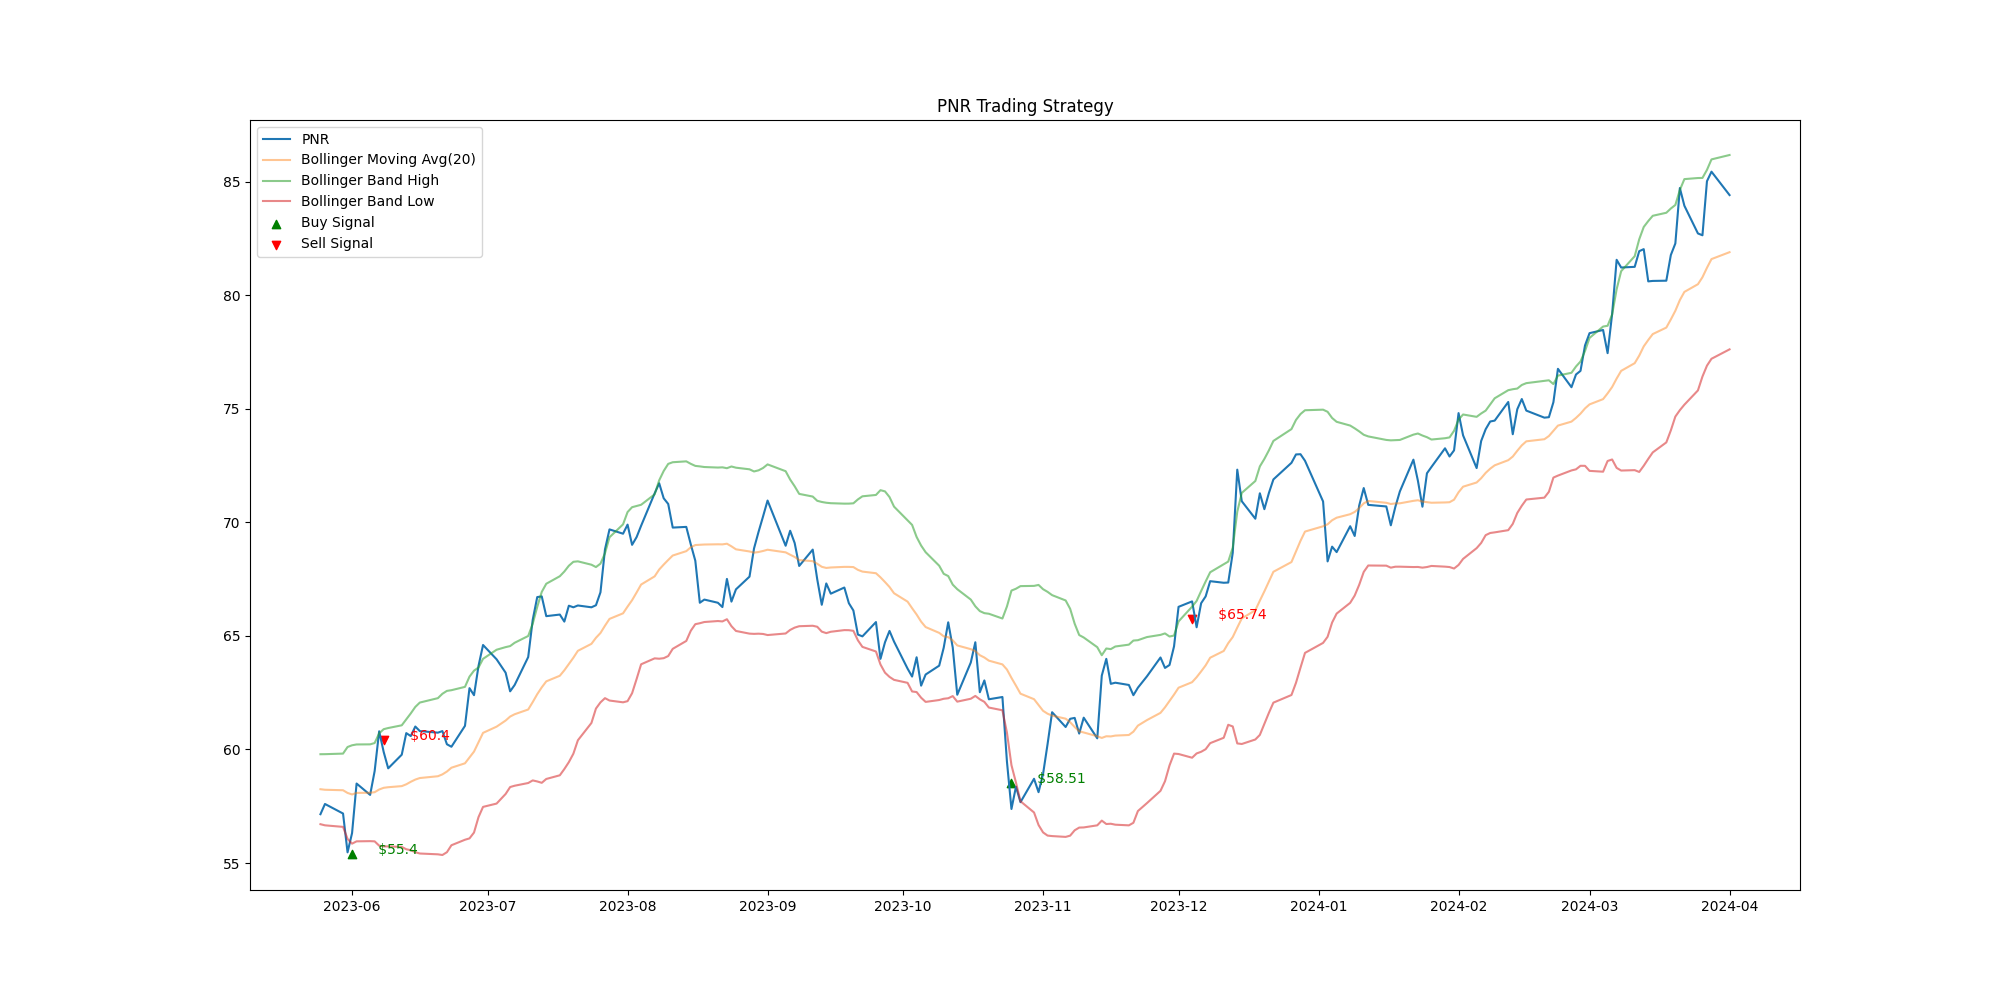 PNR Trading Strategy
PNR
Bollinger Moving Avg(20)
Bollinger Band High
Bollinger Band Low
Buy Signal
Sell Signal
85
80
75
70
65
60
55
$60.4
$55.4
$58.51
$65.74
2023-06 2023-07 2023-08 2023-09 2023-10 2023-11 2023-12 2024-01 2024-02 2024-03 2024-04